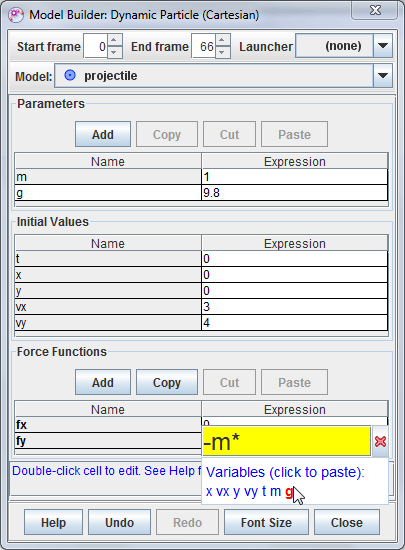 Model Builder: Dynamic Particle (Cartesian)
Start frame 0 End frame 66 Launcher (none)
Model: projectile
Parameters
Add Copy Cut Paste
Name Expression
m 1
g 9.8
Initial Values
Name Expression
t 0
x 0
y 0
vx 3
vy 4
Force Functions
Add Copy Cut Paste
Name Expression
fx 0
fy -m*
Double-click cell to edit. See Help f
Variables (click to paste):
x vx y vy t m g
Help Undo Redo Font Size Close